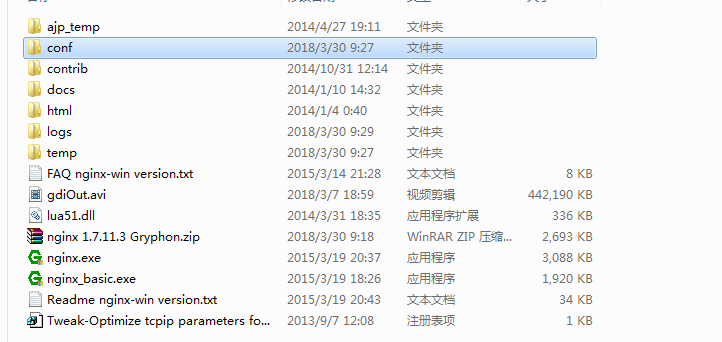 ajp_temp 2014/4/27 19:11 文件夹
conf 2018/3/30 9:27 文件夹
contrib 2014/10/31 12:14 文件夹
docs 2014/1/10 14:32 文件夹
html 2014/1/4 0:40 文件夹
logs 2018/3/30 9:29 文件夹
temp 2018/3/30 9:27 文件夹
FAQ nginx-win version.txt 2015/3/14 21:28 文本文档 8 KB
gdiOut.avi 2018/3/7 18:59 视频剪辑 442,190 KB
lua51.dll 2014/3/31 18:35 应用程序扩展 336 KB
nginx 1.7.11.3 Gryphon.zip 2018/3/30 9:18 WinRAR ZIP 压缩... 2,693 KB
nginx.exe 2015/3/19 20:37 应用程序 3,088 KB
nginx_basic.exe 2015/3/19 18:26 应用程序 1,920 KB
Readme nginx-win version.txt 2015/3/19 20:43 文本文档 34 KB
Tweak-Optimize tcpip parameters fo... 2013/9/7 12:08 注册表项 1 KB